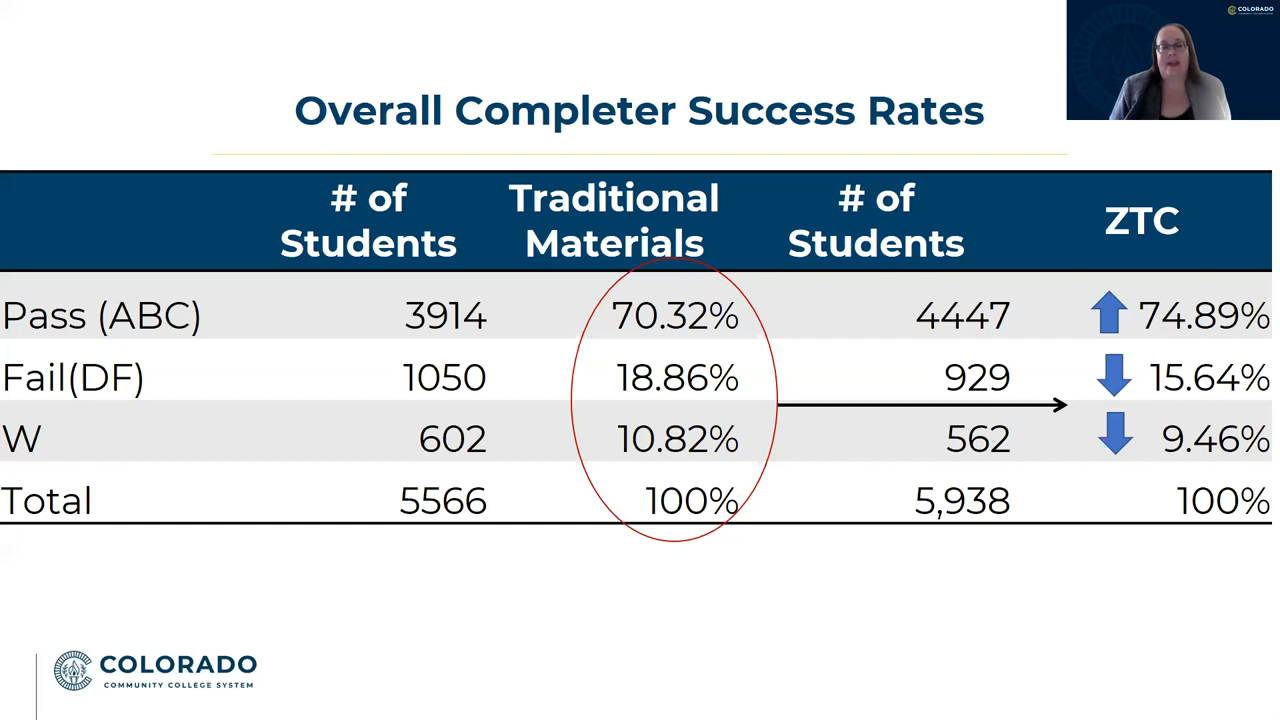 COLORADO
Overall Completer Success Rates
# of Students Traditional Materials # of Students ZTC
Pass (ABC) 3914 70.32% 4447 74.89%
Fail(DF) 1050 18.86% 929 15.64%
W 602 10.82% 562 9.46%
Total 5566 100% 5,938 100%
COLORADO
COMMUNITY COLLEGE SYSTEM